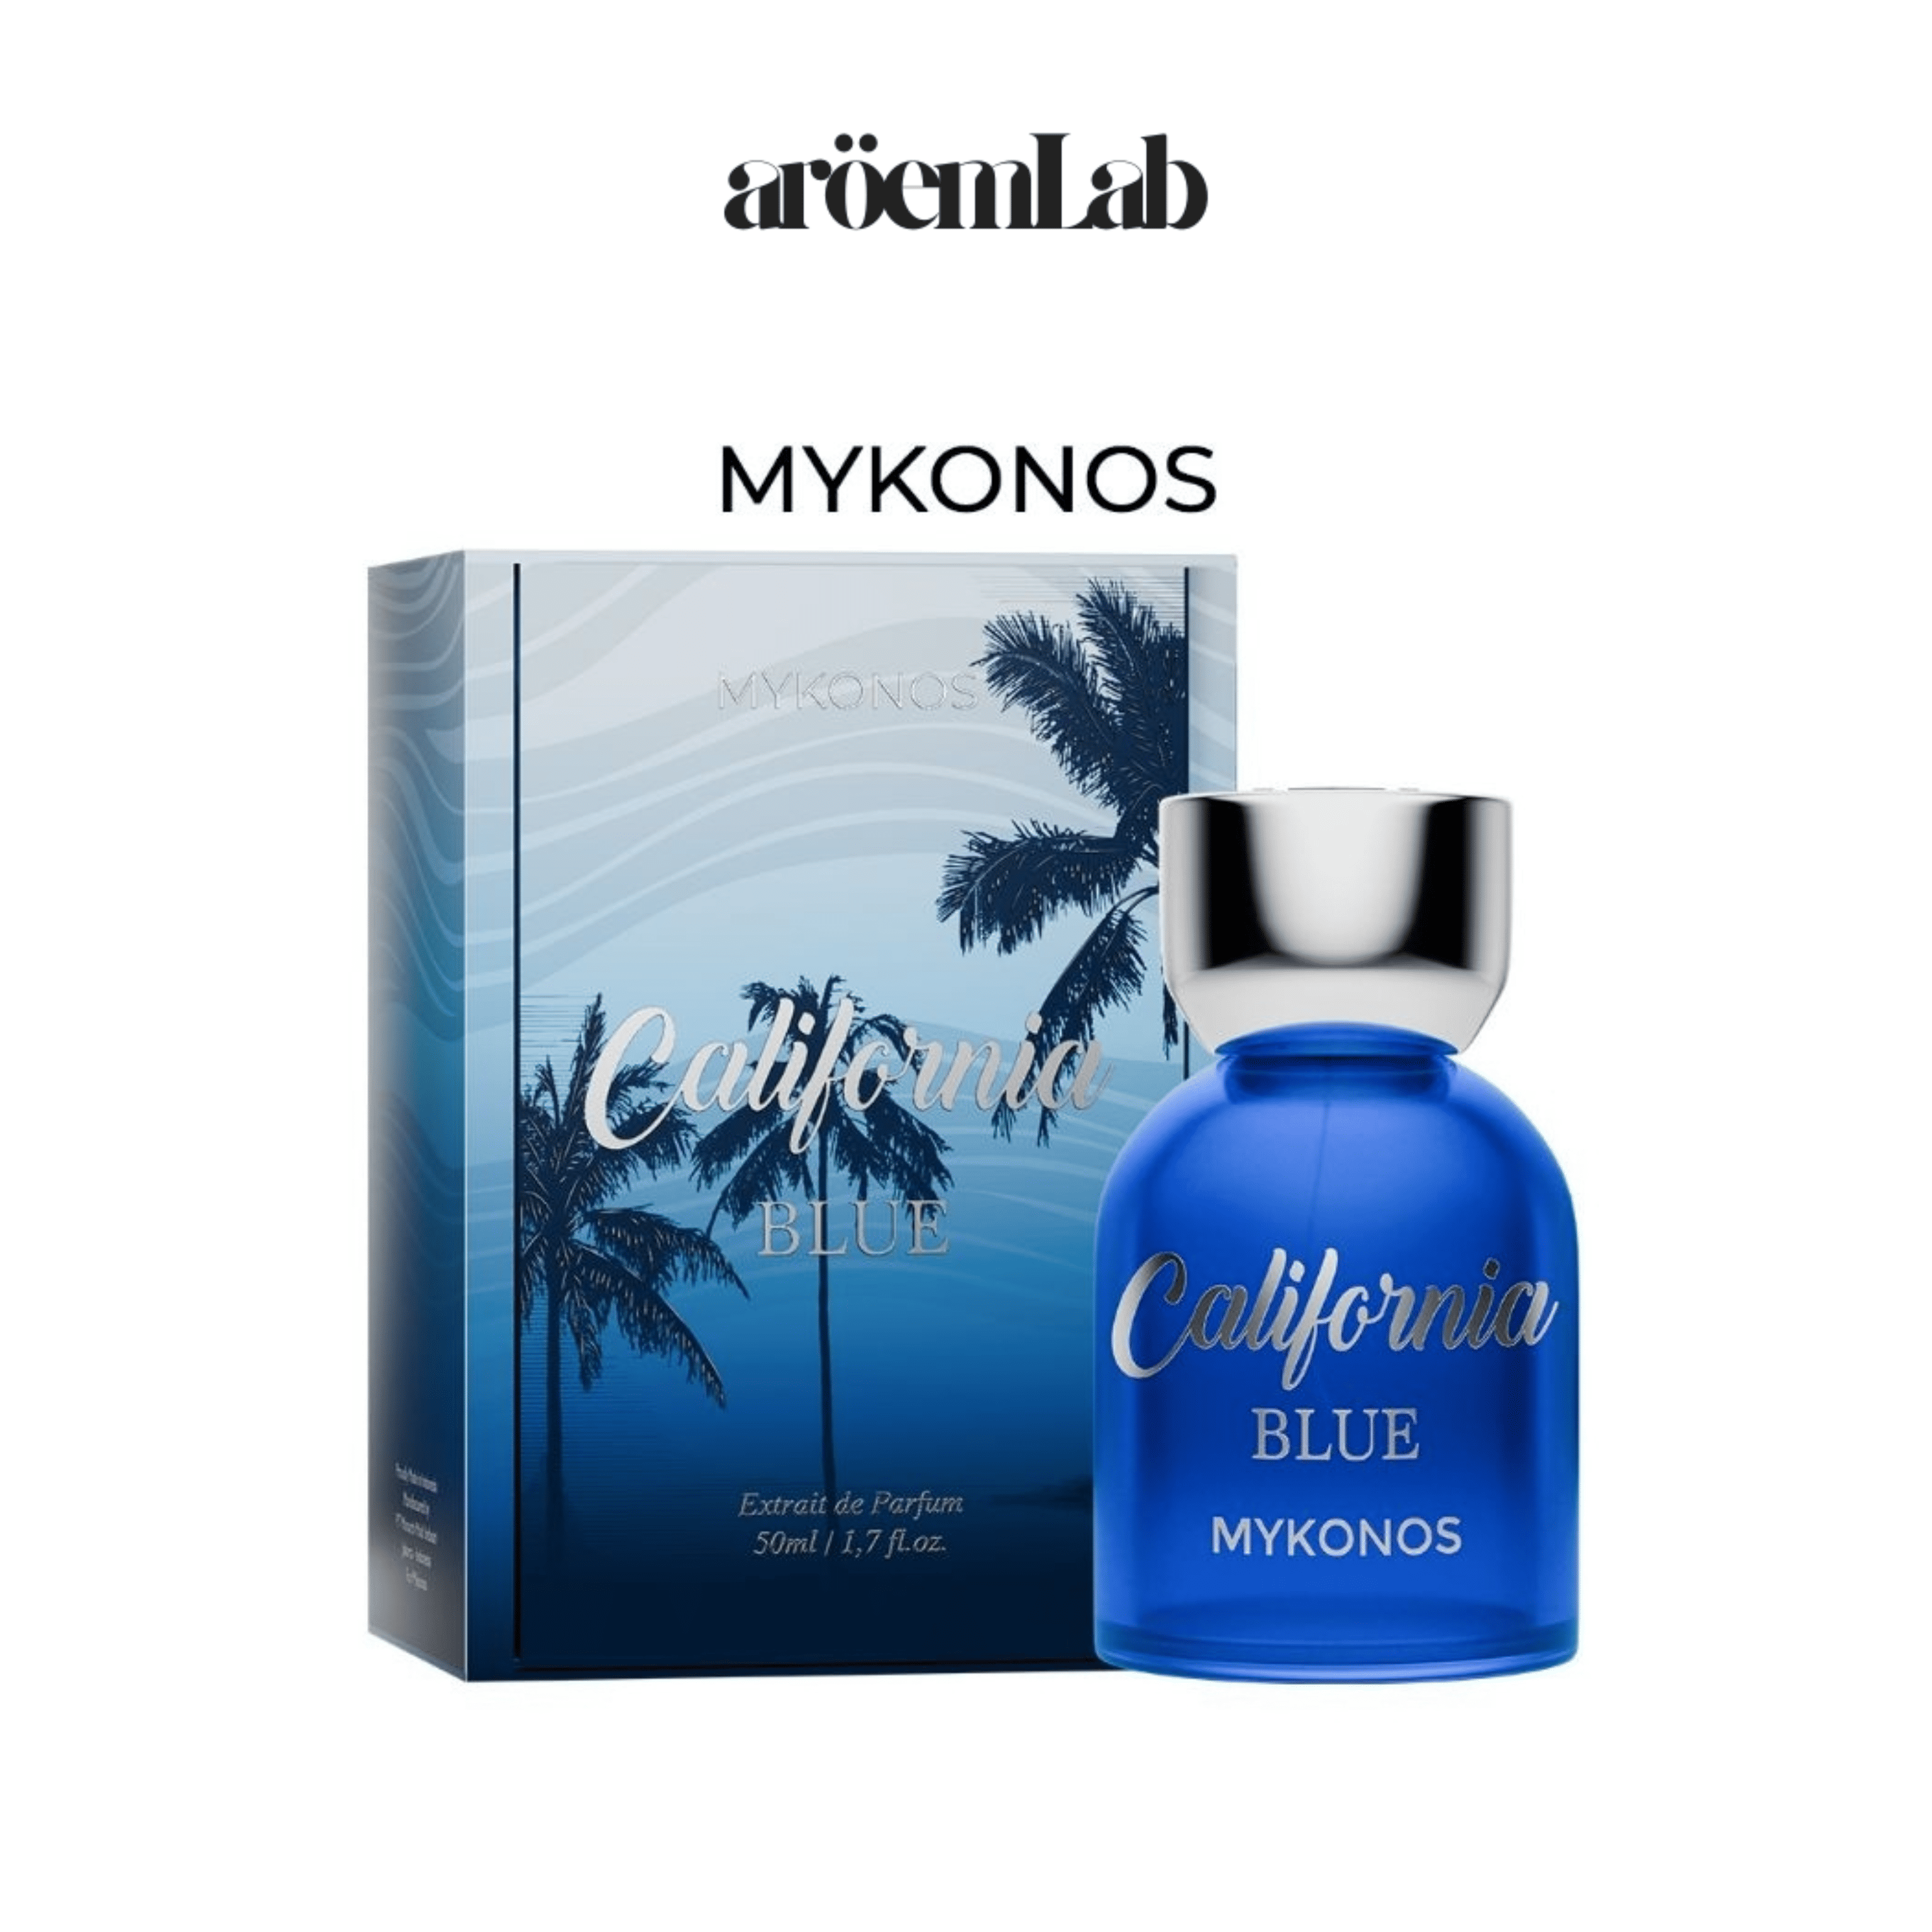 aröemLab
MYKONOS
MYKONOS
California
BLUE
Extrait de Parfum
50ml / 1,7 fl.oz.
California
BLUE
MYKONOS